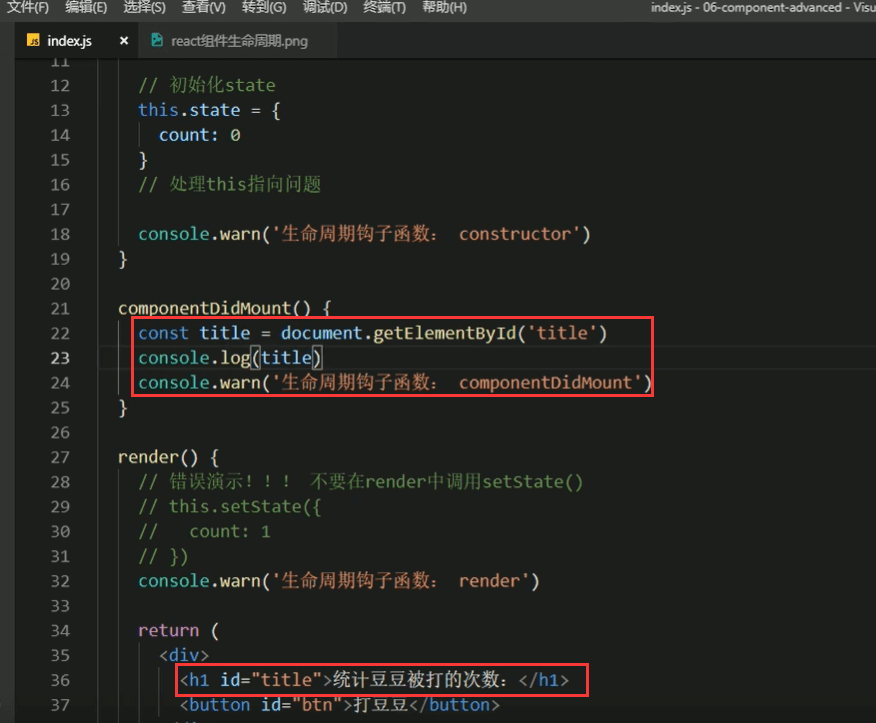 文件(F) 编辑(E) 选择(S) 查看(V) 转到(G) 调试(D) 终端(T) 帮助(H) index.js - 06-component-advanced - Visu
JS index.js × react组件生命周期.png
11
12 // 初始化state
13 this.state = {
14 count: 0
15 }
16 // 处理this指向问题
17
18 console.warn('生命周期钩子函数： constructor')
19 }
20
21 componentDidMount() {
22 const title = document.getElementById('title')
23 console.log(title)
24 console.warn('生命周期钩子函数： componentDidMount')
25 }
26
27 render() {
28 // 错误演示！！！ 不要在render中调用setState()
29 // this.setState({
30 // count: 1
31 // })
32 console.warn('生命周期钩子函数： render')
33
34 return (
35 <div>
36 <h1 id="title">统计豆豆被打的次数：</h1>
37 <button id="btn">打豆豆</button>